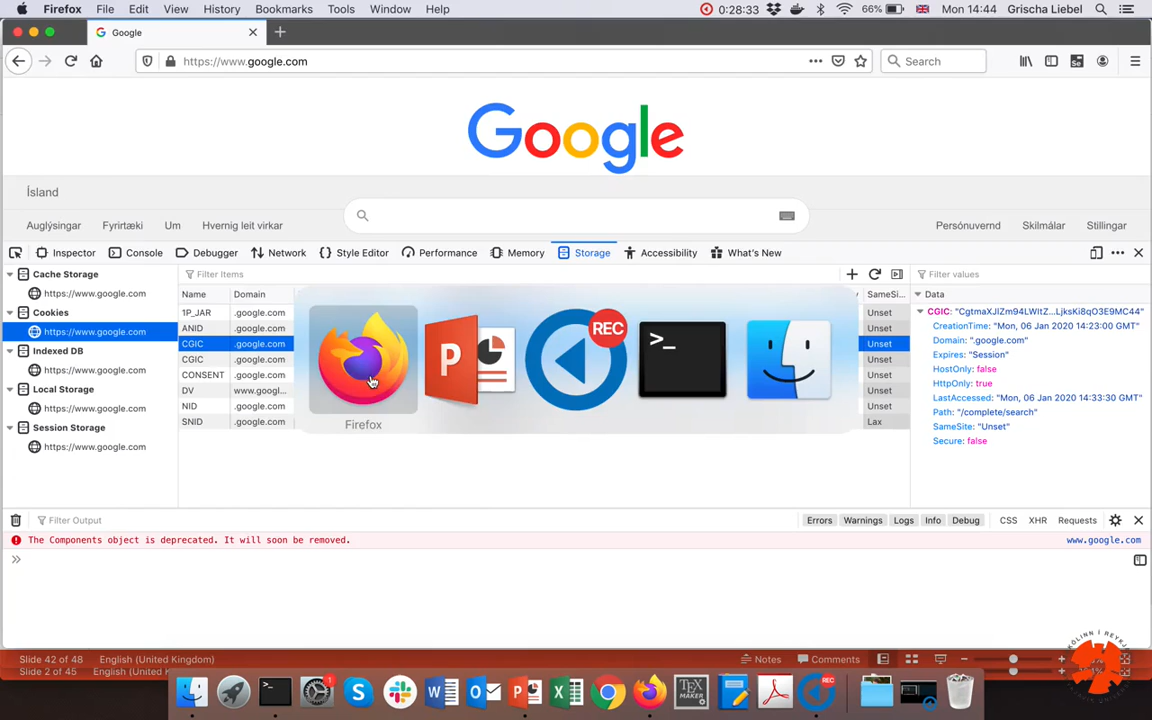 Firefox File Edit View History Bookmarks Tools Window Help 0:28:33 66% Mon 14:44 Grischa Liebel
Google
https://www.google.com Search
Google
Ísland
Auglýsingar Fyrirtæki Um Hvernig leit virkar Persónuvernd Skilmálar Stillingar
Inspector Console Debugger Network Style Editor Performance Memory Storage Accessibility What's New
Cache Storage
https://www.google.com
Cookies
https://www.google.com
Indexed DB
https://www.google.com
Local Storage
https://www.google.com
Session Storage
https://www.google.com
Filter Items
Name Domain SameSi...
1P_JAR .google.com Unset
ANID .google.com Unset
CGIC .google.com Unset
CGIC .google.com Unset
CONSENT .google.com Unset
DV www.googl... Unset
NID .google.com Unset
SNID .google.com Lax
REC
P
>_
Firefox
Filter values
Data
CGIC: "CgtmaXJlZm94LWItZ...LjksKi8qO3E9MC44"
CreationTime: "Mon, 06 Jan 2020 14:23:00 GMT"
Domain: ".google.com"
Expires: "Session"
HostOnly: false
HttpOnly: true
LastAccessed: "Mon, 06 Jan 2020 14:33:30 GMT"
Path: "/complete/search"
SameSite: "Unset"
Secure: false
Filter Output Errors Warnings Logs Info Debug CSS XHR Requests
The Components object is deprecated. It will soon be removed. www.google.com
Slide 42 of 48 English (United Kingdom) Notes Comments
Slide 2 of 45 English (United Kingdom)